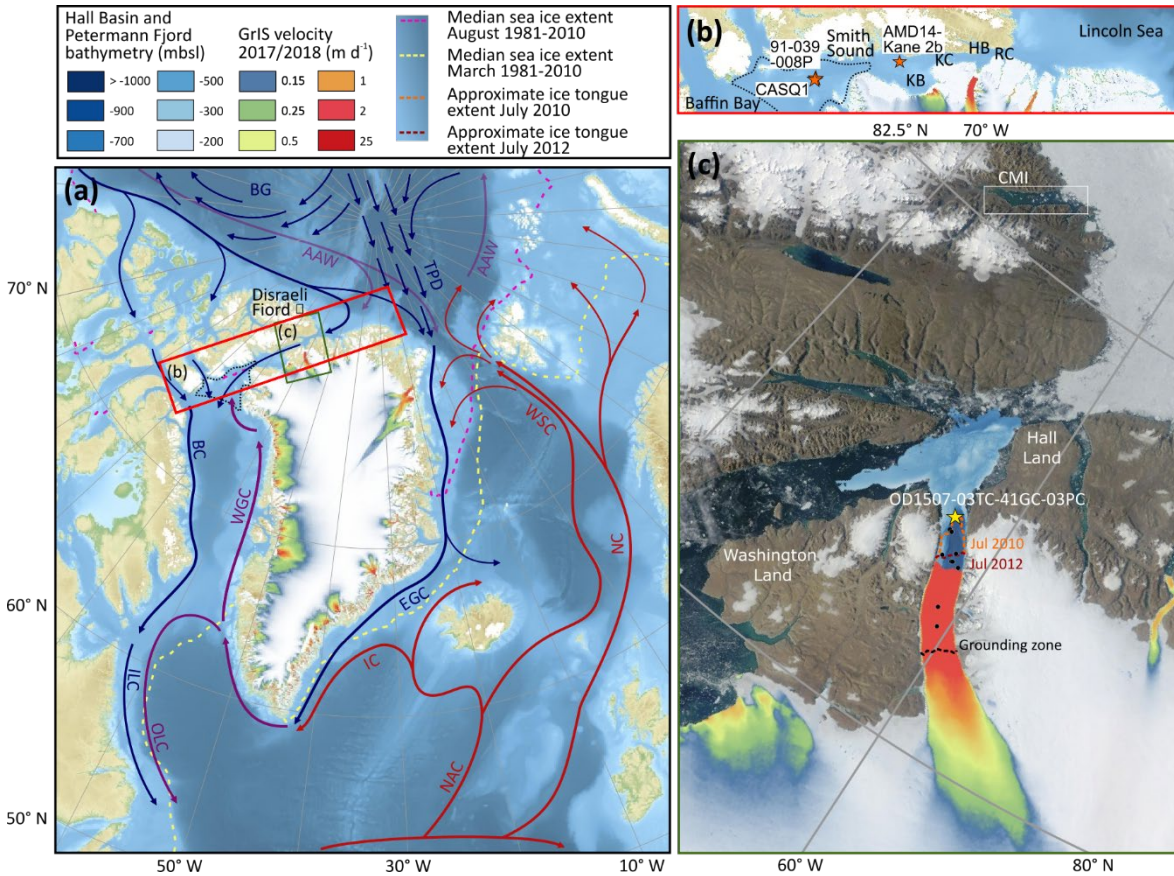 Hall Basin and
Petermann Fjord
bathymetry (mbsl)
> -1000
-900
-700
-500
-300
-200
GrIS velocity
2017/2018 (m d⁻¹)
0.15
0.25
0.5
1
2
25
Median sea ice extent
August 1981-2010
Median sea ice extent
March 1981-2010
Approximate ice tongue
extent July 2010
Approximate ice tongue
extent July 2012
(b)
Smith
Sound
91-039
-008P
AMD14-
Kane 2b
HB
Lincoln Sea
KC
RC
CASQ1
KB
Baffin Bay
82.5° N
70° W
(a)
BG
AAW
TPD
AAW
70° N
Disraeli
Fiord
(c)
(b)
BC
WSC
WGC
NC
60° N
EGC
IC
ILC
OLC
NAC
50° N
50° W
30° W
10° W
(c)
CMI
Hall
Land
OD1507-03TC-41GC-03PC
Jul 2010
Washington
Land
Jul 2012
Grounding zone
60° W
80° N